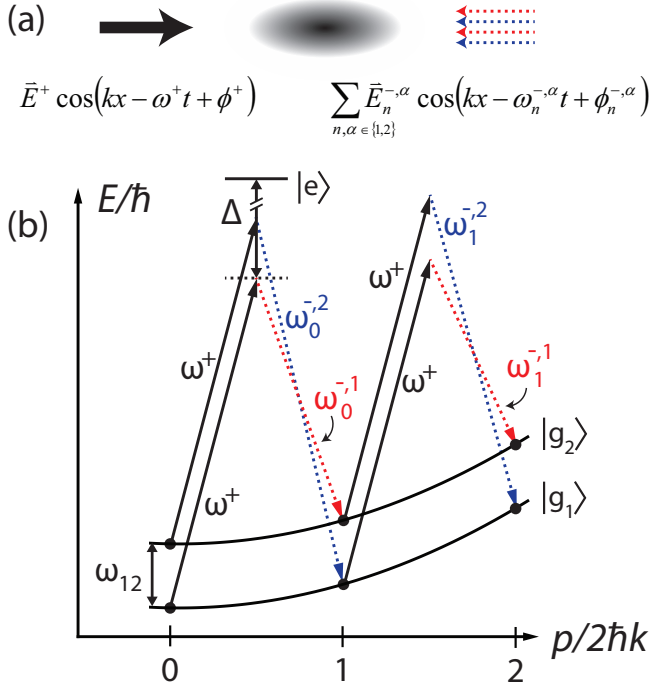 (a)
E⃗⁺ cos(kx − ω⁺t + ϕ⁺)
∑ n,α ∈{1,2} E⃗ₙ⁻,ᵅ cos(kx − ωₙ⁻,ᵅ t + ϕₙ⁻,ᵅ)
(b)
E/ħ
|e⟩
Δ
ω₁⁻,²
ω⁺
ω₀⁻,²
ω⁺
ω⁺
ω₀⁻,¹
ω₁⁻,¹
ω⁺
|g₂⟩
|g₁⟩
ω₁₂
0
1
2
p/2ħk